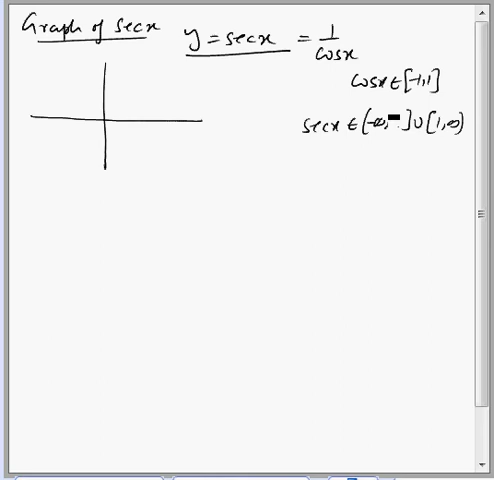 Graph of secx
y = secx = 1/cosx
cosx ∈ [-1,1]
secx ∈ (-∞, ] ∪ [1,∞)